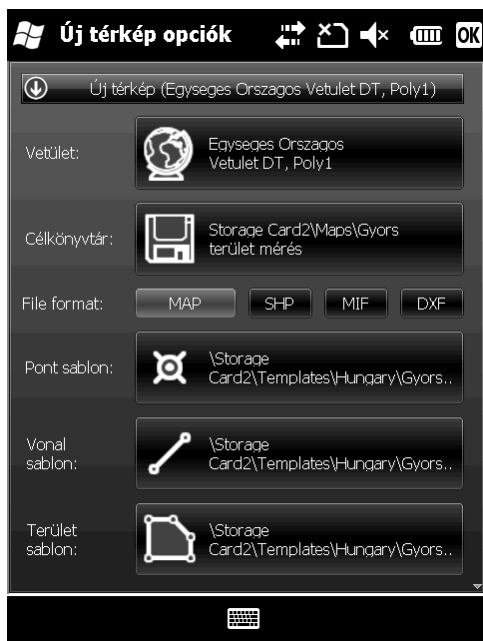 Új térkép opciók
OK
Új térkép (Egyseges Orszagos Vetulet DT, Poly1)
Vetület:
Egyseges Orszagos
Vetulet DT, Poly1
Célkönyvtár:
Storage Card2\Maps\Gyors
terület mérés
File format:
MAP
SHP
MIF
DXF
Pont sablon:
\Storage
Card2\Templates\Hungary\Gyors..
Vonal
sablon:
\Storage
Card2\Templates\Hungary\Gyors..
Terület
sablon:
\Storage
Card2\Templates\Hungary\Gyors..